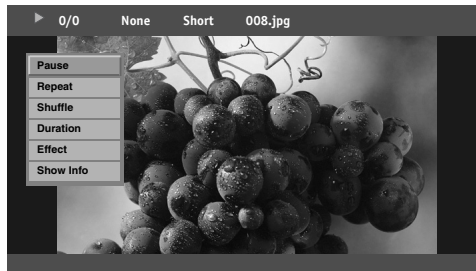 0/0 None Short 008.jpg
Pause
Repeat
Shuffle
Duration
Effect
Show Info